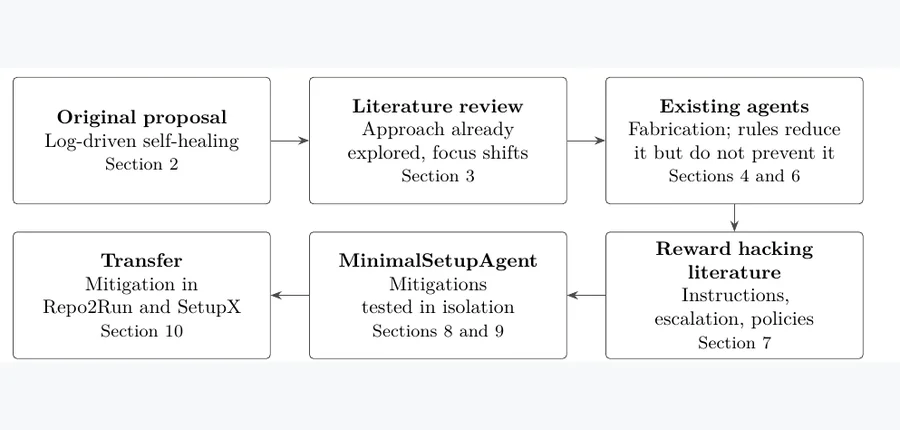 Original proposal
Log-driven self-healing
Section 2
Literature review
Approach already
explored, focus shifts
Section 3
Existing agents
Fabrication; rules reduce
it but do not prevent it
Sections 4 and 6
Reward hacking
literature
Instructions,
escalation, policies
Section 7
MinimalSetupAgent
Mitigations
tested in isolation
Sections 8 and 9
Transfer
Mitigation in
Repo2Run and SetupX
Section 10